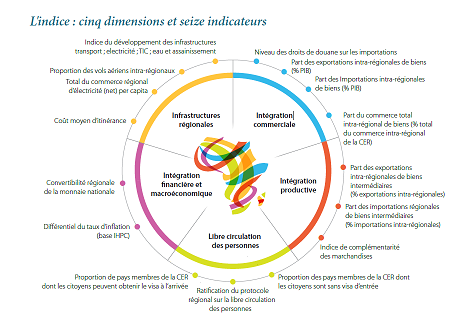 L'indice : cinq dimensions et seize indicateurs
Indice du développement des infrastructures
transport ; electricité ; TIC ; eau et assainissement
Proportion des vols aériens intra-régionaux
Total du commerce régional
d'électricité (net) per capita
Coût moyen d'itinérance
Niveau des droits de douane sur les importations
Part des exportations intra-régionales de biens
(% PIB)
Part des Importations intra-régionales
de biens (% PIB)
Part du commerce total
intra-régional de biens (% total
du commerce intra-régional
de la CER)
Infrastructures
régionales
Intégration
commerciale
Intégration
financière et
macroéconomique
Intégration
productive
Libre circulation
des personnes
Part des exportations
intra-régionales de biens
intermédiaires
(% exportations intra-régionales)
Part des importations régionales
de biens intermédiaires
(% importations intra-régionales)
Indice de complémentarité
des marchandises
Convertibilité régionale
de la monnaie nationale
Différentiel du taux d'inflation
(base IHPC)
Proportion de pays membres de la CER
dont les citoyens peuvent obtenir le visa à l'arrivée
Ratification du protocole
régional sur la libre circulation
des personnes
Proportion des pays membres de la CER dont
les citoyens sont sans visa d'entrée